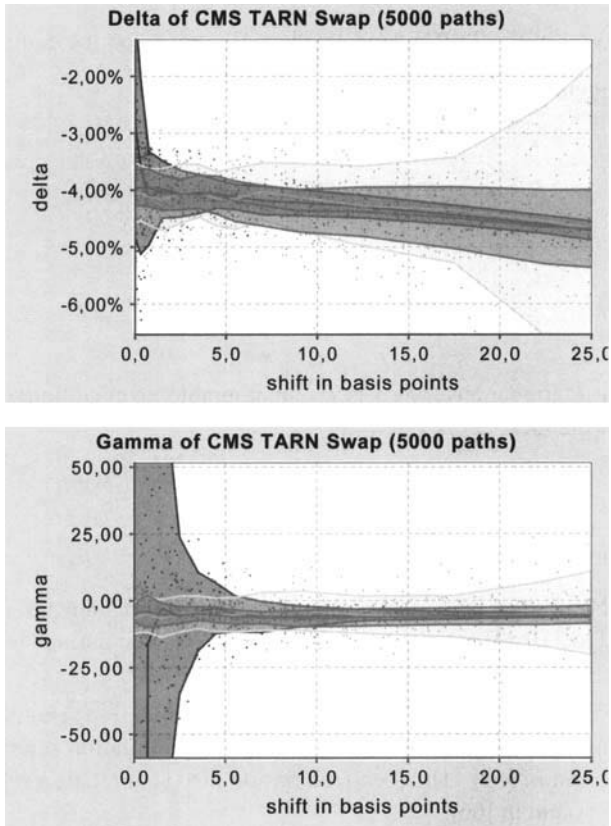 Delta of CMS TARN Swap (5000 paths)
delta
-2,00%
-3,00%
-4,00%
-5,00%
-6,00%
0,0 5,0 10,0 15,0 20,0 25,0
shift in basis points
Gamma of CMS TARN Swap (5000 paths)
gamma
50,00
25,00
0,00
-25,00
-50,00
0,0 5,0 10,0 15,0 20,0 25,0
shift in basis points